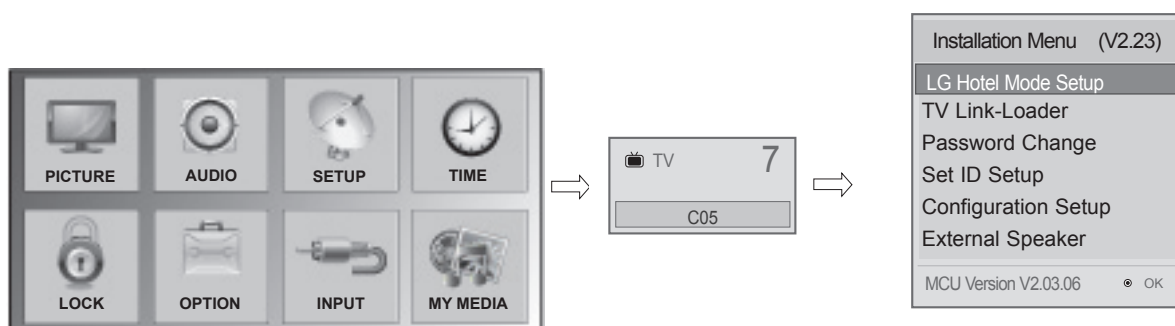 PICTURE AUDIO SETUP TIME
LOCK OPTION INPUT MY MEDIA
TV 7
C05
Installation Menu (V2.23)
LG Hotel Mode Setup
TV Link-Loader
Password Change
Set ID Setup
Configuration Setup
External Speaker
MCU Version V2.03.06 OK